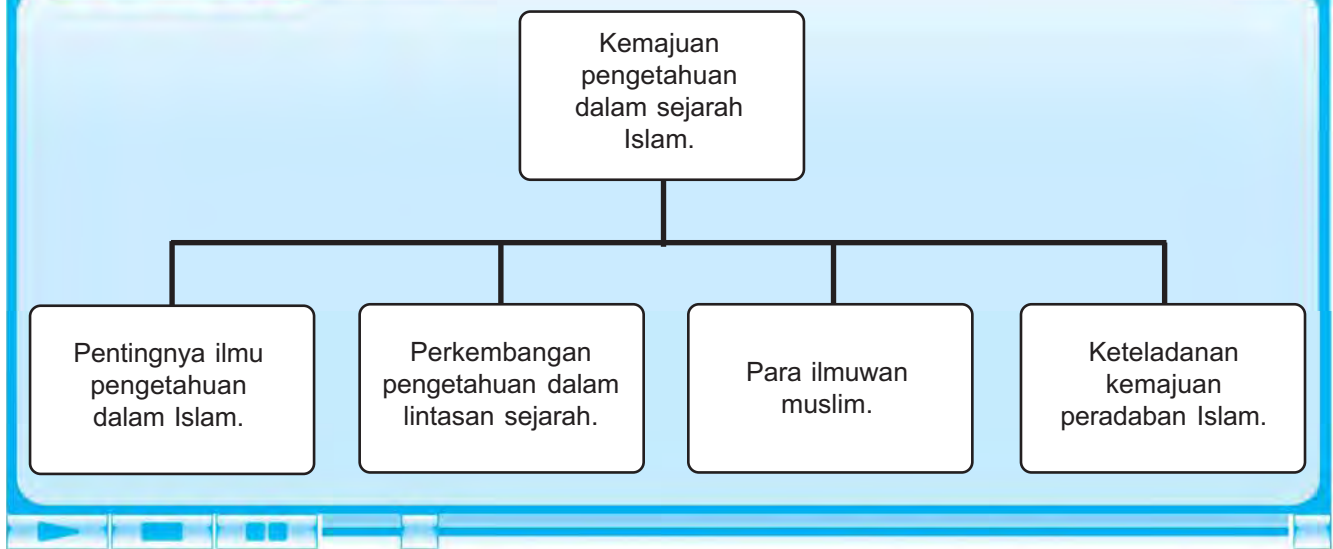 Kemajuan
pengetahuan
dalam sejarah
Islam.
Pentingnya ilmu
pengetahuan
dalam Islam.
Perkembangan
pengetahuan dalam
lintasan sejarah.
Para ilmuwan
muslim.
Keteladanan
kemajuan
peradaban Islam.